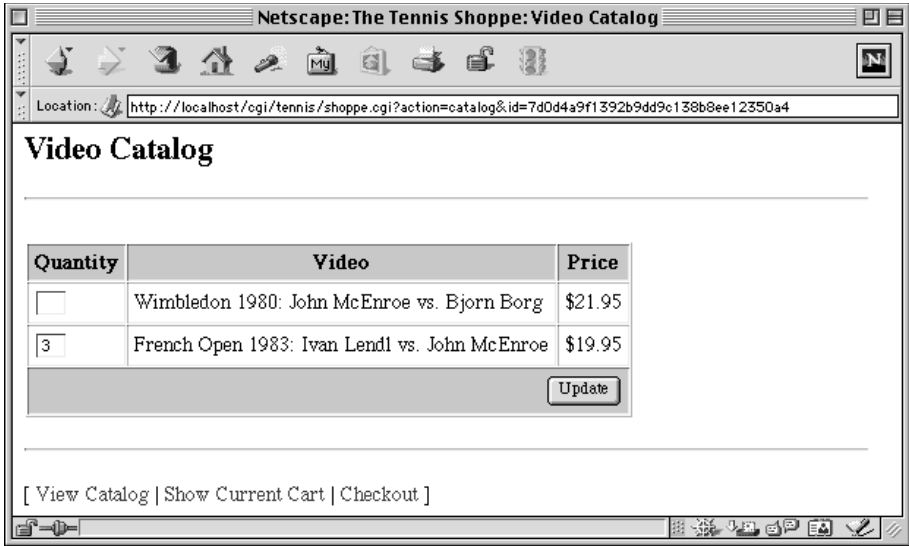 Netscape: The Tennis Shoppe: Video Catalog
My
N
Location: http://localhost/cgi/tennis/shoppe.cgi?action=catalog&id=7d0d4a9f1392b9dd9c138b8ee12350a4
Video Catalog
Quantity Video Price
Wimbledon 1980: John McEnroe vs. Bjorn Borg $21.95
3 French Open 1983: Ivan Lendl vs. John McEnroe $19.95
Update
[ View Catalog | Show Current Cart | Checkout ]